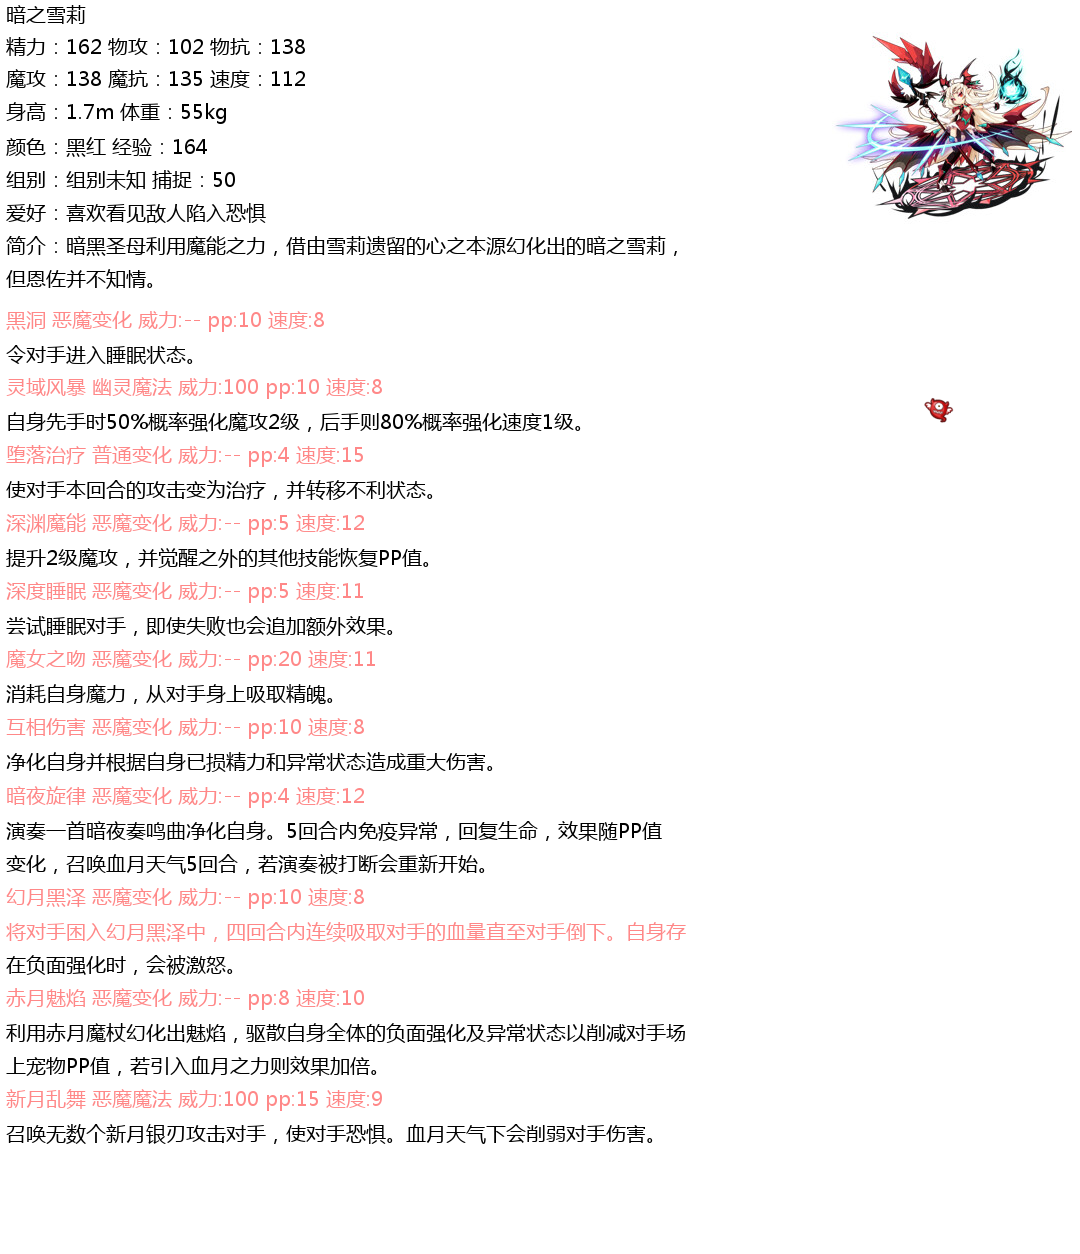 暗之雪莉
精力：162 物攻：102 物抗：138
魔攻：138 魔抗：135 速度：112
身高：1.7m 体重：55kg
颜色：黑红 经验：164
组别：组别未知 捕捉：50
爱好：喜欢看见敌人陷入恐惧
简介：暗黑圣母利用魔能之力，借由雪莉遗留的心之本源幻化出的暗之雪莉，
但恩佐并不知情。
黑洞 恶魔变化 威力:-- pp:10 速度:8
令对手进入睡眠状态。
灵域风暴 幽灵魔法 威力:100 pp:10 速度:8
自身先手时50%概率强化魔攻2级，后手则80%概率强化速度1级。
堕落治疗 普通变化 威力:-- pp:4 速度:15
使对手本回合的攻击变为治疗，并转移不利状态。
深渊魔能 恶魔变化 威力:-- pp:5 速度:12
提升2级魔攻，并觉醒之外的其他技能恢复PP值。
深度睡眠 恶魔变化 威力:-- pp:5 速度:11
尝试睡眠对手，即使失败也会追加额外效果。
魔女之吻 恶魔变化 威力:-- pp:20 速度:11
消耗自身魔力，从对手身上吸取精魄。
互相伤害 恶魔变化 威力:-- pp:10 速度:8
净化自身并根据自身已损精力和异常状态造成重大伤害。
暗夜旋律 恶魔变化 威力:-- pp:4 速度:12
演奏一首暗夜奏鸣曲净化自身。5回合内免疫异常，回复生命，效果随PP值
变化，召唤血月天气5回合，若演奏被打断会重新开始。
幻月黑泽 恶魔变化 威力:-- pp:10 速度:8
将对手困入幻月黑泽中，四回合内连续吸取对手的血量直至对手倒下。自身存
在负面强化时，会被激怒。
赤月魅焰 恶魔变化 威力:-- pp:8 速度:10
利用赤月魔杖幻化出魅焰，驱散自身全体的负面强化及异常状态以削减对手场
上宠物PP值，若引入血月之力则效果加倍。
新月乱舞 恶魔魔法 威力:100 pp:15 速度:9
召唤无数个新月银刃攻击对手，使对手恐惧。血月天气下会削弱对手伤害。